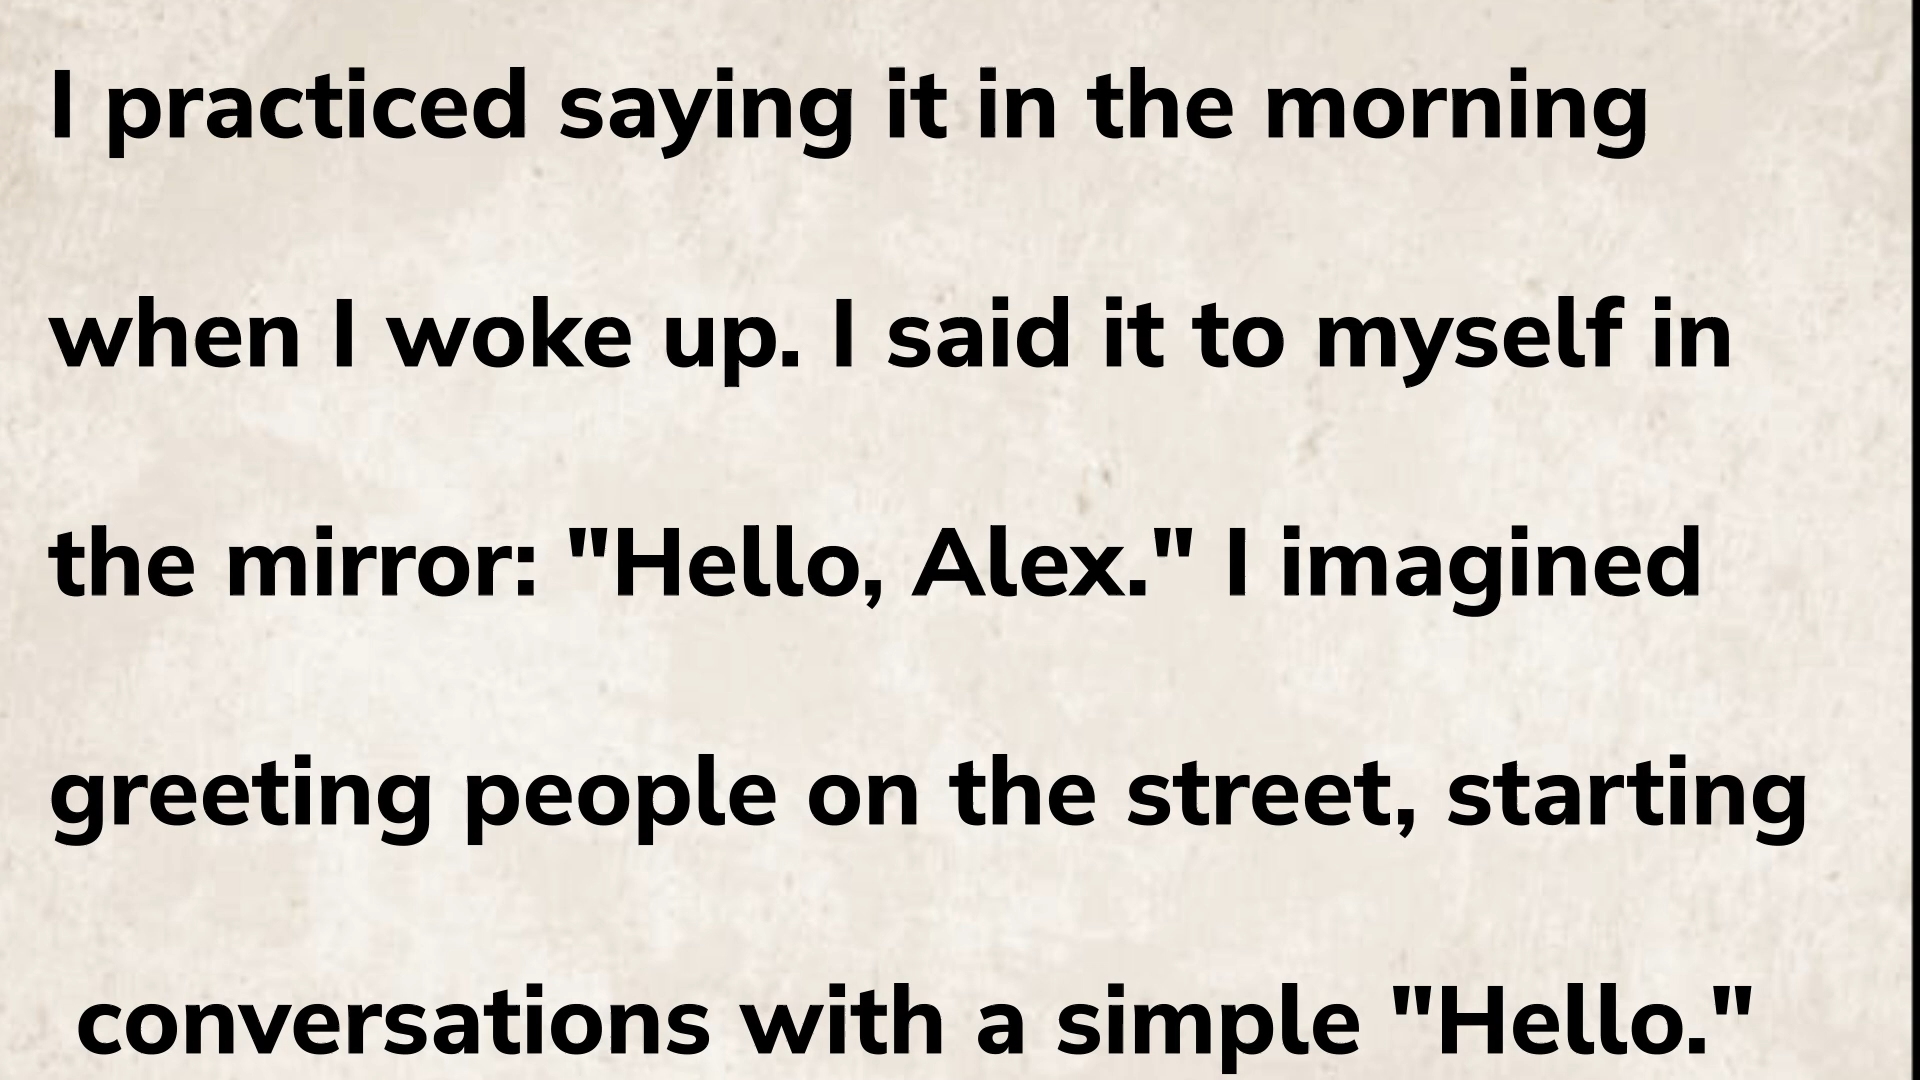 I practiced saying it in the morning
when I woke up. I said it to myself in
the mirror: "Hello, Alex." I imagined
greeting people on the street, starting
conversations with a simple "Hello."